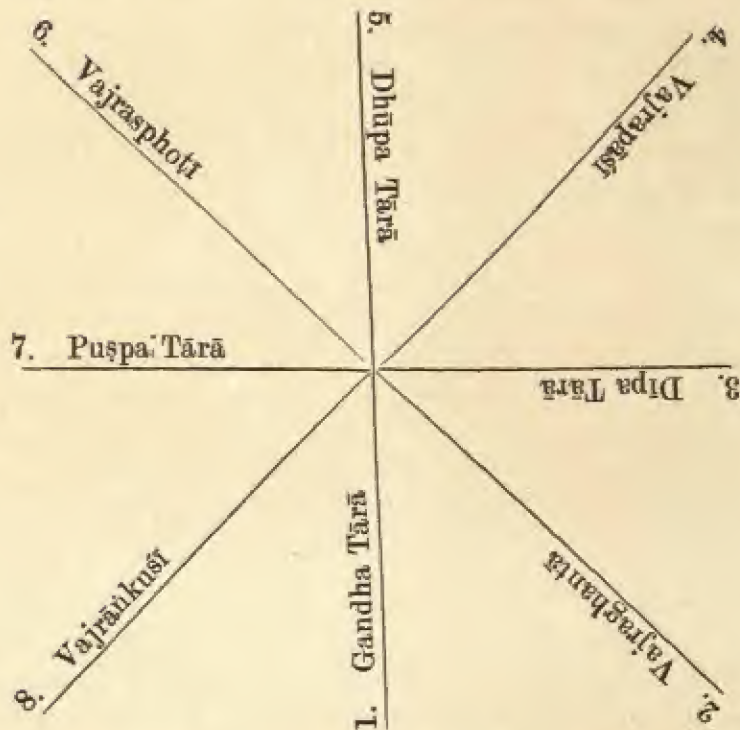 1. Gandha Tārā
2. Vajraghantā
3. Dīpa Tārā
4. Vajrapāśī
5. Dhūpa Tārā
6. Vajrasphoṭī
7. Puṣpa Tārā
8. Vajrāṅkuśī